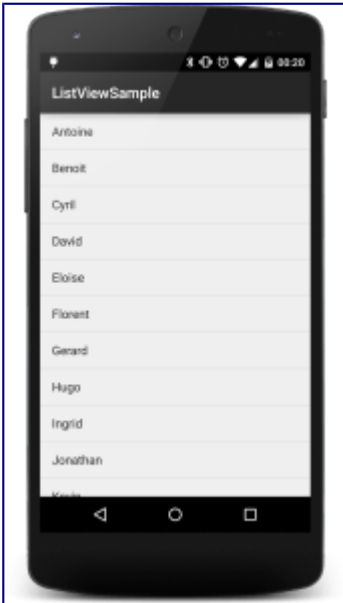 00:20
ListViewSample
Antoine
Benoit
Cyril
David
Eloise
Florent
Gerard
Hugo
Ingrid
Jonathan